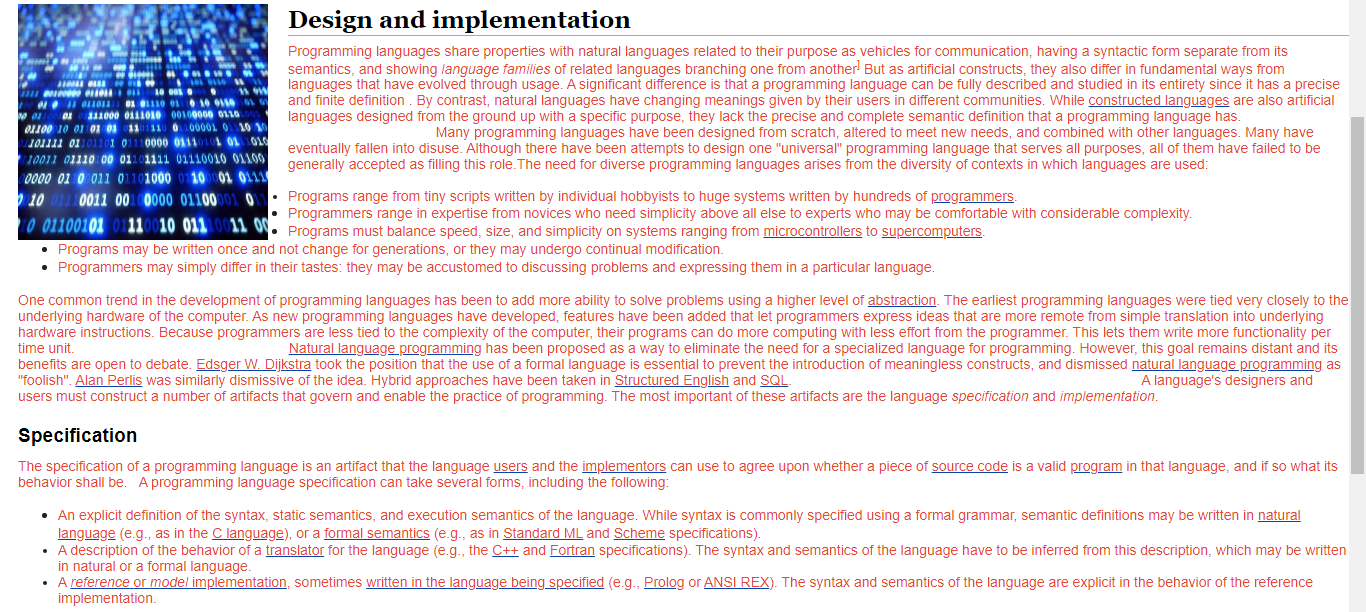 Design and implementation
Programming languages share properties with natural languages related to their purpose as vehicles for communication, having a syntactic form separate from its
semantics, and showing language families of related languages branching one from another] But as artificial constructs, they also differ in fundamental ways from
languages that have evolved through usage. A significant difference is that a programming language can be fully described and studied in its entirety since it has a precise
and finite definition . By contrast, natural languages have changing meanings given by their users in different communities. While constructed languages are also artificial
languages designed from the ground up with a specific purpose, they lack the precise and complete semantic definition that a programming language has.
Many programming languages have been designed from scratch, altered to meet new needs, and combined with other languages. Many have
eventually fallen into disuse. Although there have been attempts to design one "universal" programming language that serves all purposes, all of them have failed to be
generally accepted as filling this role.The need for diverse programming languages arises from the diversity of contexts in which languages are used:
• Programs range from tiny scripts written by individual hobbyists to huge systems written by hundreds of programmers.
• Programmers range in expertise from novices who need simplicity above all else to experts who may be comfortable with considerable complexity.
• Programs must balance speed, size, and simplicity on systems ranging from microcontrollers to supercomputers.
• Programs may be written once and not change for generations, or they may undergo continual modification.
• Programmers may simply differ in their tastes: they may be accustomed to discussing problems and expressing them in a particular language.
One common trend in the development of programming languages has been to add more ability to solve problems using a higher level of abstraction. The earliest programming languages were tied very closely to the
underlying hardware of the computer. As new programming languages have developed, features have been added that let programmers express ideas that are more remote from simple translation into underlying
hardware instructions. Because programmers are less tied to the complexity of the computer, their programs can do more computing with less effort from the programmer. This lets them write more functionality per
time unit. Natural language programming has been proposed as a way to eliminate the need for a specialized language for programming. However, this goal remains distant and its
benefits are open to debate. Edsger W. Dijkstra took the position that the use of a formal language is essential to prevent the introduction of meaningless constructs, and dismissed natural language programming as
"foolish". Alan Perlis was similarly dismissive of the idea. Hybrid approaches have been taken in Structured English and SQL. A language's designers and
users must construct a number of artifacts that govern and enable the practice of programming. The most important of these artifacts are the language specification and implementation.
Specification
The specification of a programming language is an artifact that the language users and the implementors can use to agree upon whether a piece of source code is a valid program in that language, and if so what its
behavior shall be. A programming language specification can take several forms, including the following:
• An explicit definition of the syntax, static semantics, and execution semantics of the language. While syntax is commonly specified using a formal grammar, semantic definitions may be written in natural
language (e.g., as in the C language), or a formal semantics (e.g., as in Standard ML and Scheme specifications).
• A description of the behavior of a translator for the language (e.g., the C++ and Fortran specifications). The syntax and semantics of the language have to be inferred from this description, which may be written
in natural or a formal language.
• A reference or model implementation, sometimes written in the language being specified (e.g., Prolog or ANSI REX). The syntax and semantics of the language are explicit in the behavior of the reference
implementation.